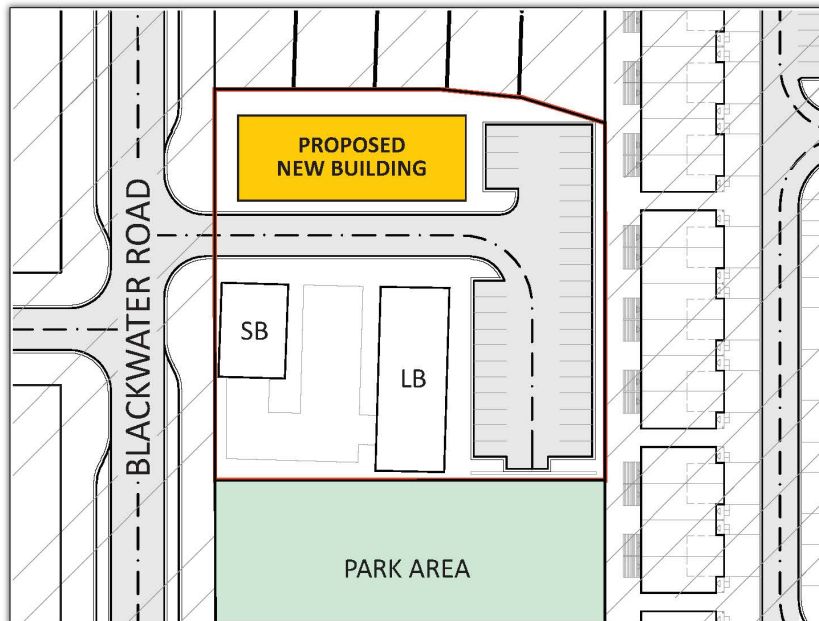 PROPOSED
NEW BUILDING
BLACKWATER ROAD
SB
LB
PARK AREA